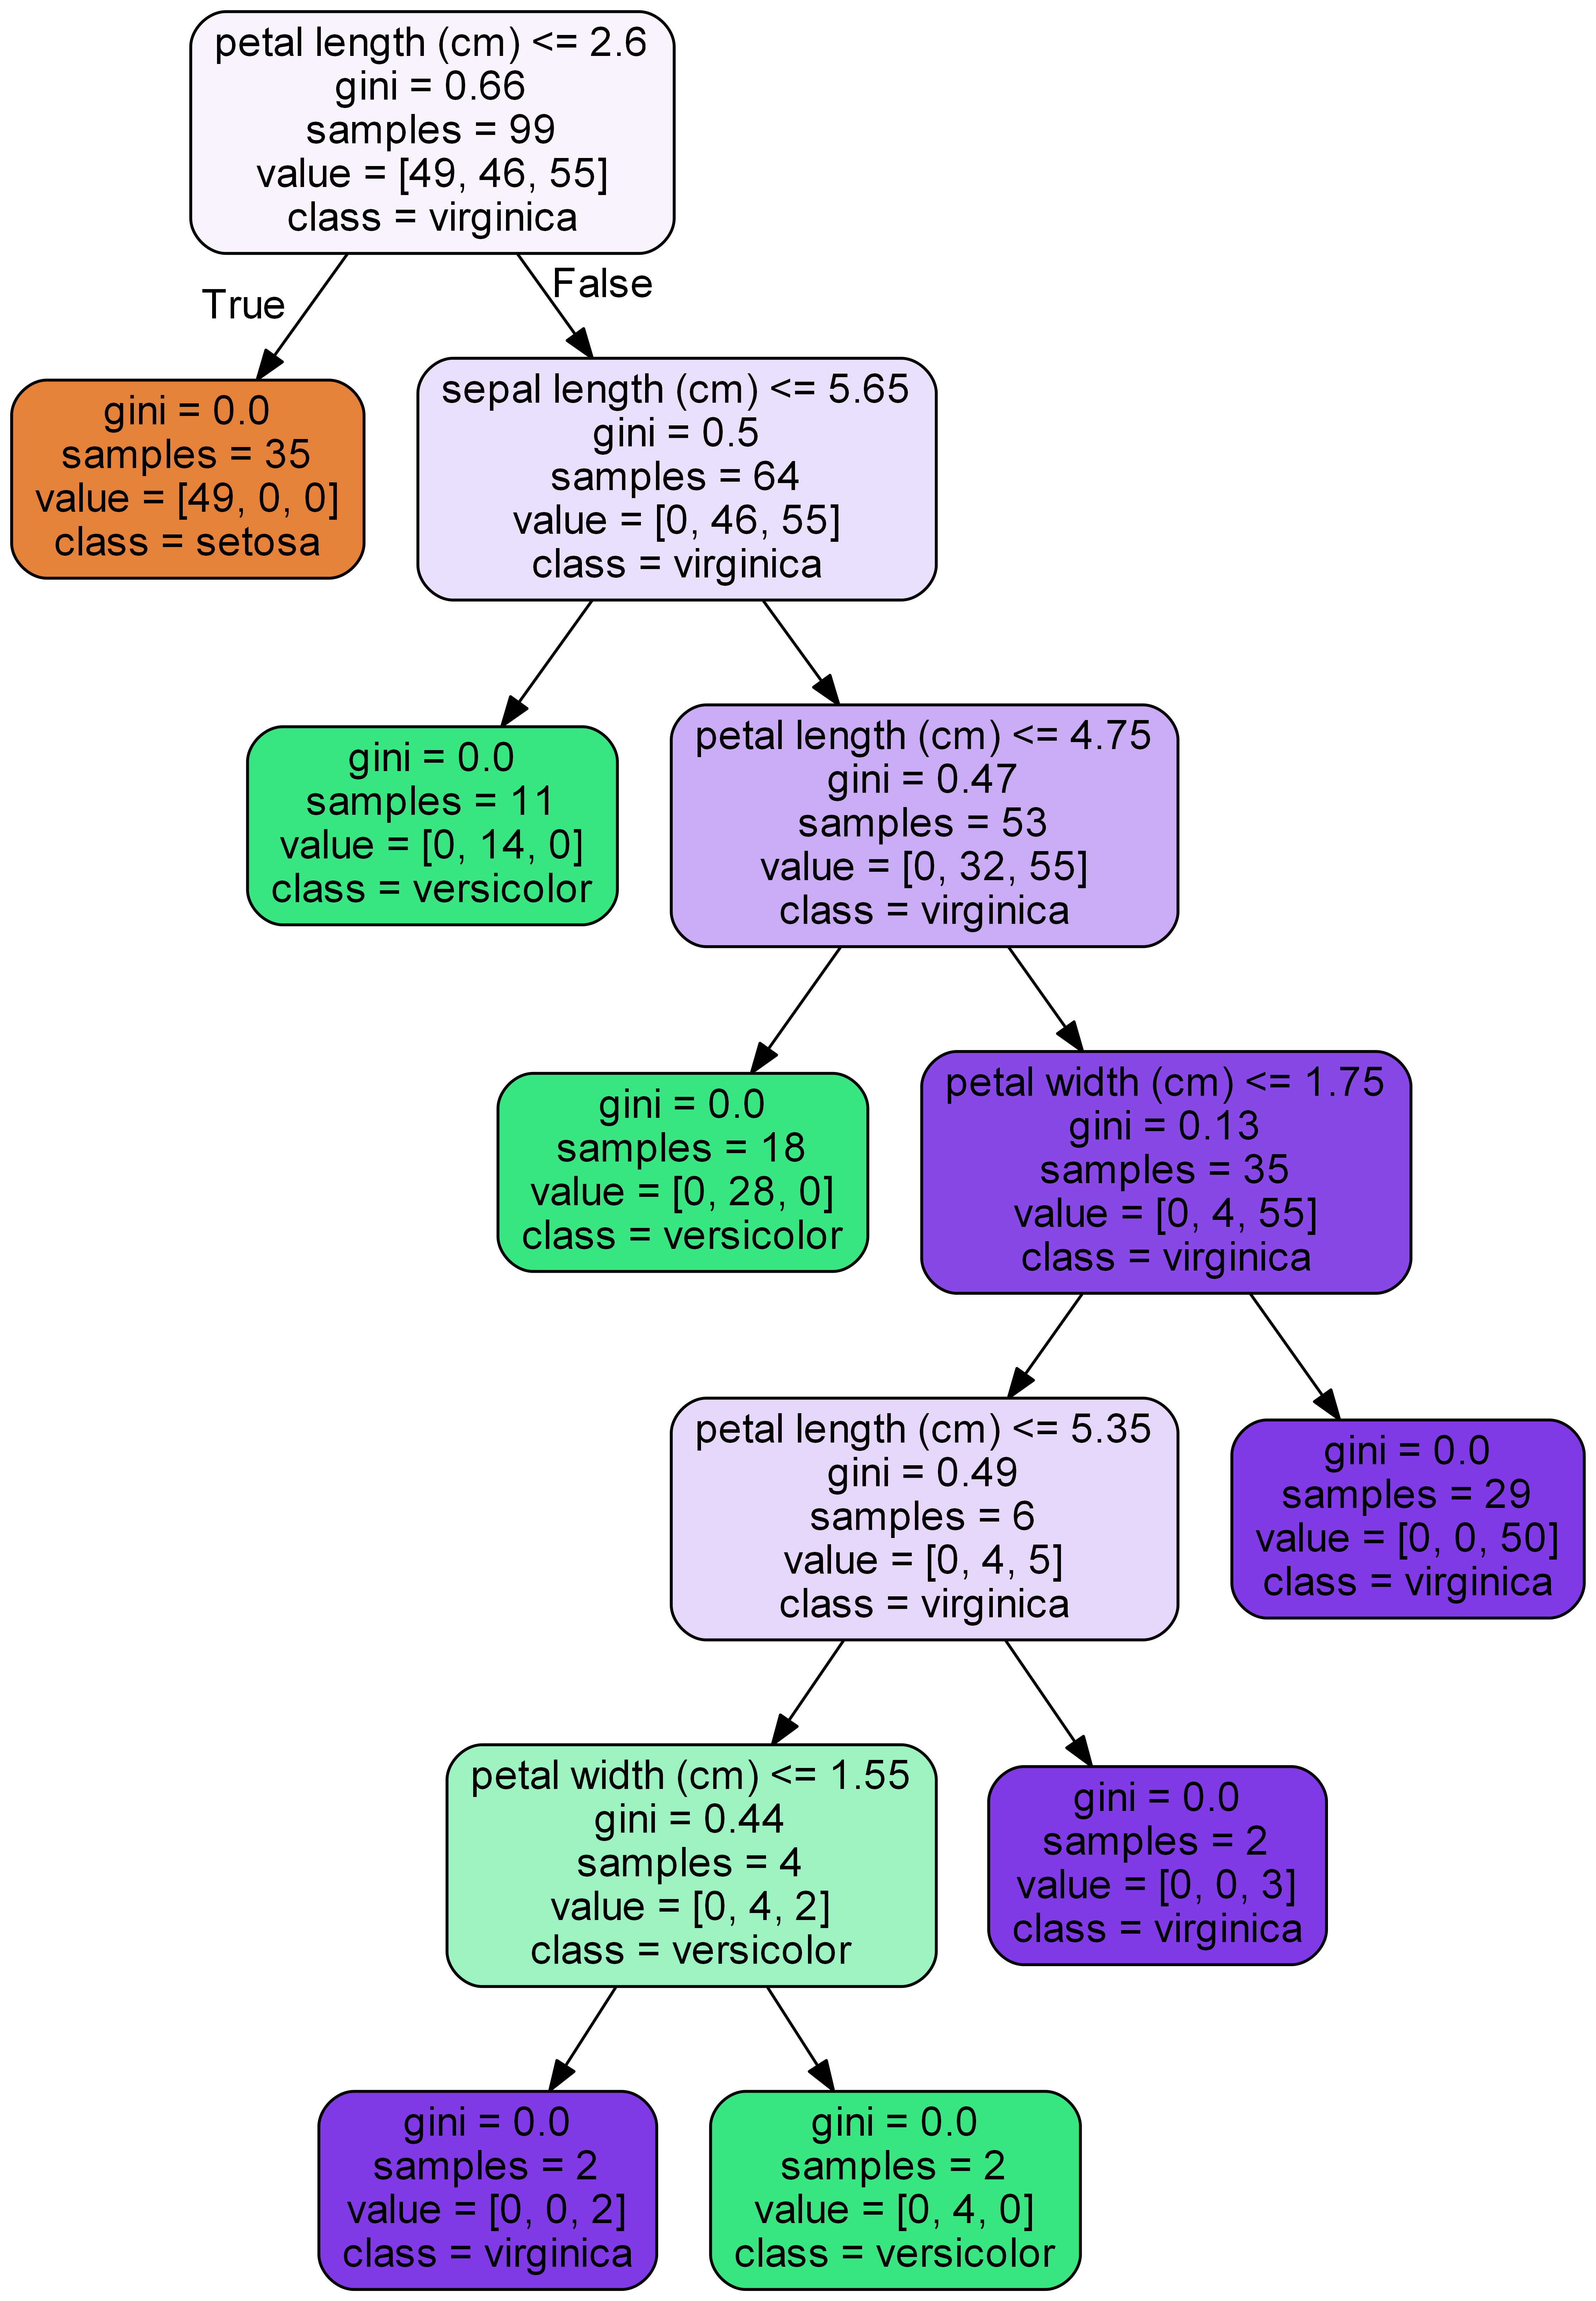 petal length (cm) <= 2.6
gini = 0.66
samples = 99
value = [49, 46, 55]
class = virginica
True
False
gini = 0.0
samples = 35
value = [49, 0, 0]
class = setosa
sepal length (cm) <= 5.65
gini = 0.5
samples = 64
value = [0, 46, 55]
class = virginica
gini = 0.0
samples = 11
value = [0, 14, 0]
class = versicolor
petal length (cm) <= 4.75
gini = 0.47
samples = 53
value = [0, 32, 55]
class = virginica
gini = 0.0
samples = 18
value = [0, 28, 0]
class = versicolor
petal width (cm) <= 1.75
gini = 0.13
samples = 35
value = [0, 4, 55]
class = virginica
petal length (cm) <= 5.35
gini = 0.49
samples = 6
value = [0, 4, 5]
class = virginica
gini = 0.0
samples = 29
value = [0, 0, 50]
class = virginica
petal width (cm) <= 1.55
gini = 0.44
samples = 4
value = [0, 4, 2]
class = versicolor
gini = 0.0
samples = 2
value = [0, 0, 3]
class = virginica
gini = 0.0
samples = 2
value = [0, 0, 2]
class = virginica
gini = 0.0
samples = 2
value = [0, 4, 0]
class = versicolor